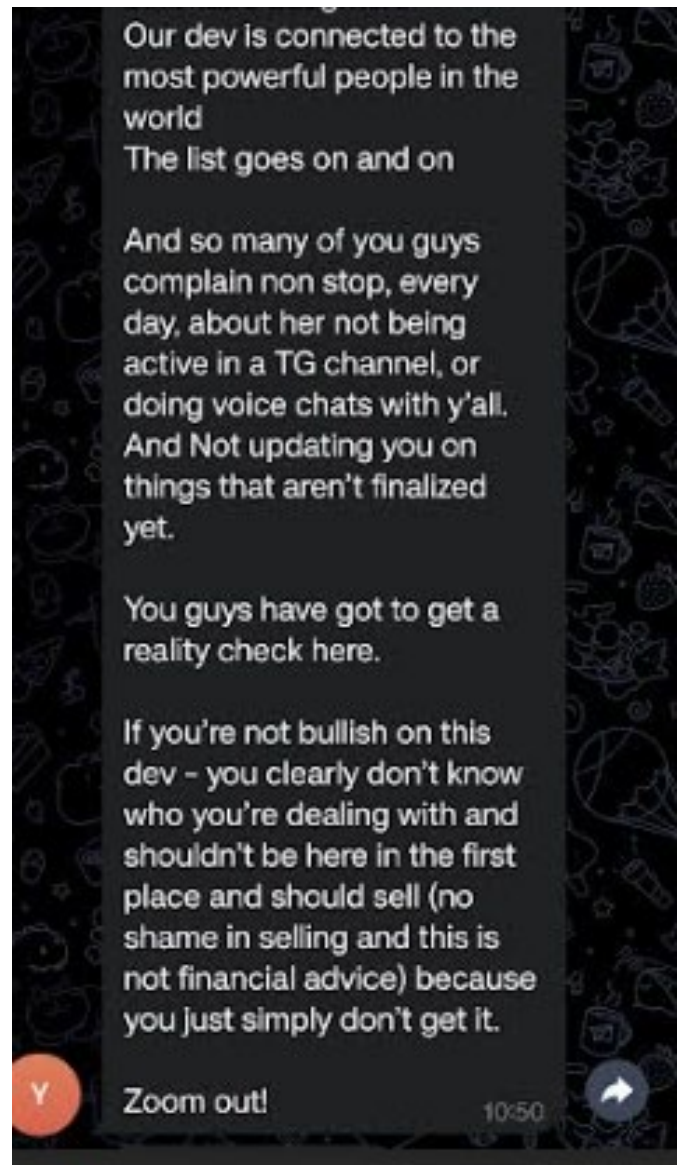 Our dev is connected to the
most powerful people in the
world
The list goes on and on
And so many of you guys
complain non stop, every
day, about her not being
active in a TG channel, or
doing voice chats with y'all.
And Not updating you on
things that aren't finalized
yet.
You guys have got to get a
reality check here.
If you're not bullish on this
dev - you clearly don't know
who you're dealing with and
shouldn't be here in the first
place and should sell (no
shame in selling and this is
not financial advice) because
you just simply don't get it.
Y
Zoom out!
10:50